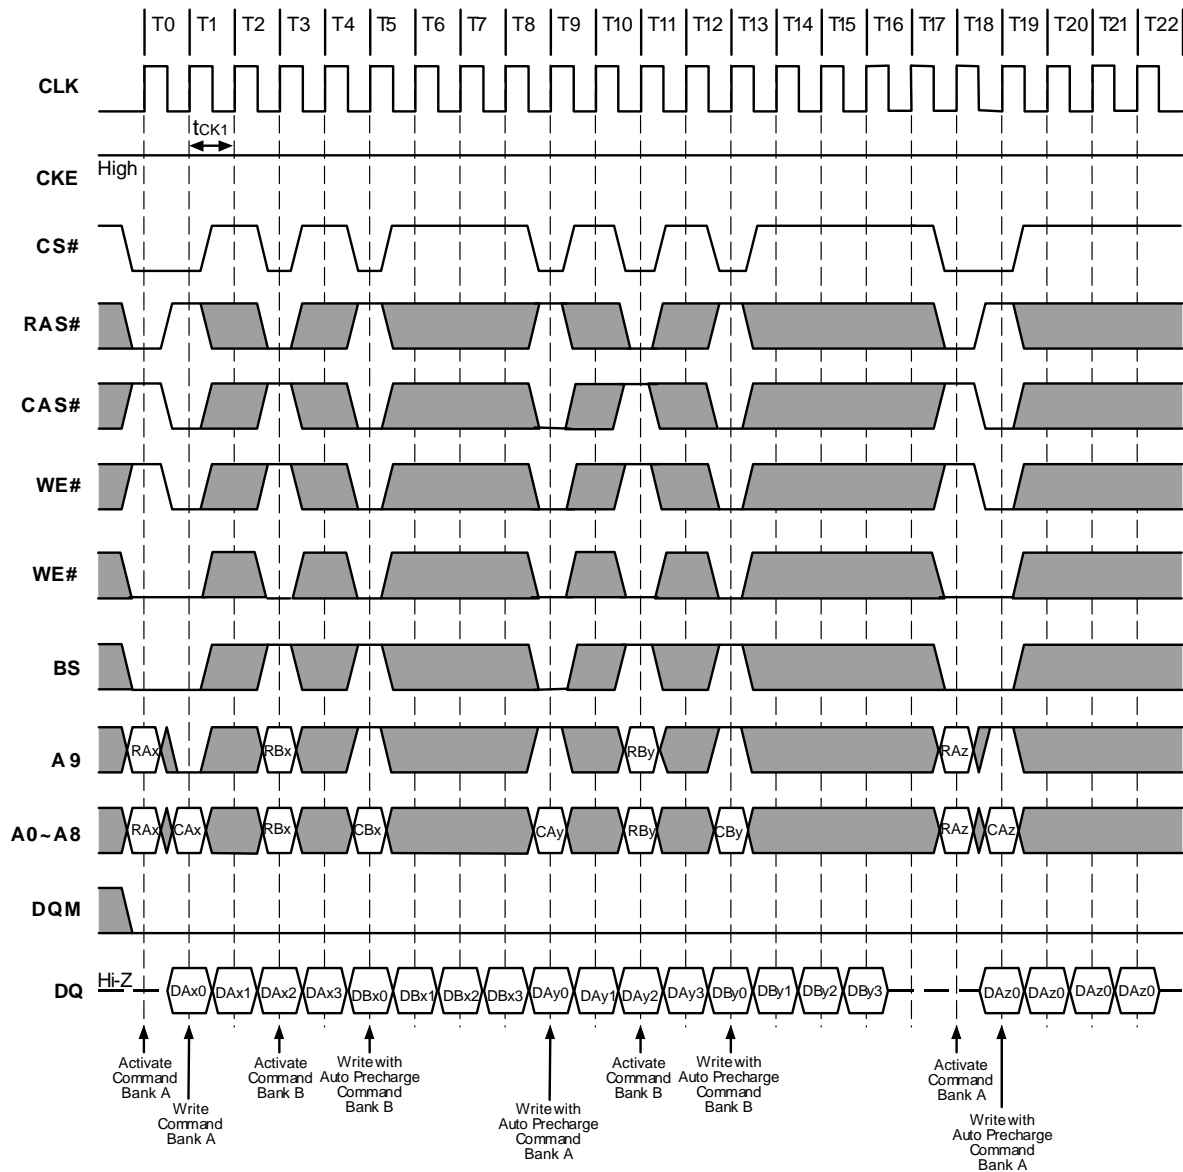 T0 T1 T2 T3 T4 T5 T6 T7 T8 T9 T10 T11 T12 T13 T14 T15 T16 T17 T18 T19 T20 T21 T22
CLK
tCK1
High
CKE
CS#
RAS#
CAS#
WE#
WE#
BS
A9 RAx RBx RBy RAz
A0~A8 RAx CAx RBx CBx CAy RBy CBy RAz CAz
DQM
DQ Hi-Z DAx0 DAx1 DAx2 DAx3 DBx0 DBx1 DBx2 DBx3 DAy0 DAy1 DAy2 DAy3 DBy0 DBy1 DBy2 DBy3 DAz0 DAz0 DAz0 DAz0
Activate
Command
Bank A
Write
Command
Bank A
Activate
Command
Bank B
Write with
Auto Precharge
Command
Bank B
Write with
Auto Precharge
Command
Bank A
Activate
Command
Bank B
Write with
Auto Precharge
Command
Bank B
Activate
Command
Bank A
Write with
Auto Precharge
Command
Bank A